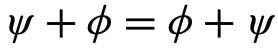 ψ + ϕ = ϕ + ψ